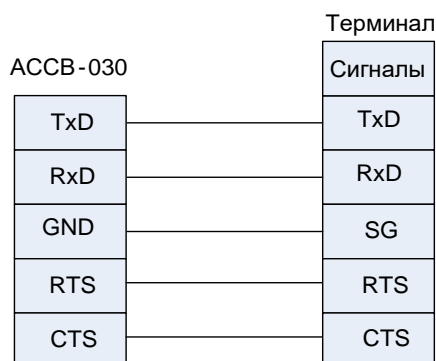 Терминал
АССВ-030
Сигналы
TxD
TxD
RxD
RxD
GND
SG
RTS
RTS
CTS
CTS